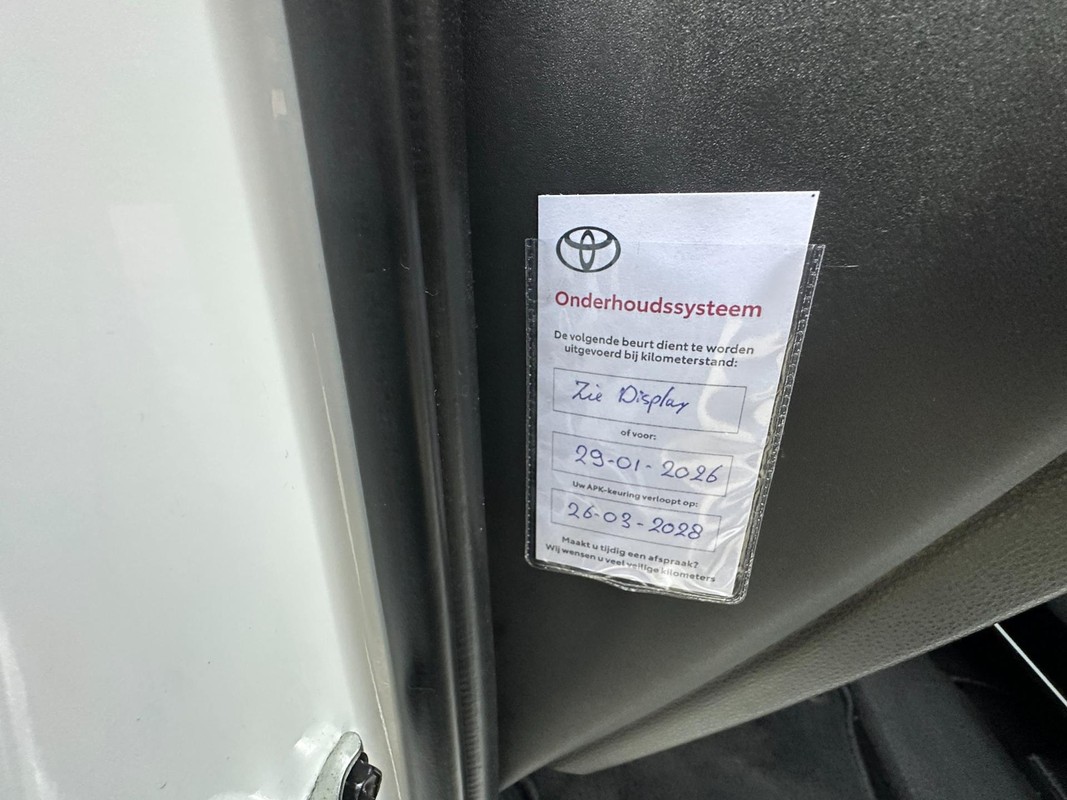 Onderhoudssysteem
De volgende beurt dient te worden
uitgevoerd bij kilometerstand:
Zie Display
of voor:
29-01-2026
Uw APK-keuring verloopt op:
26-03-2028
Maakt u tijdig een afspraak?
Wij wensen u veel veilige kilometers